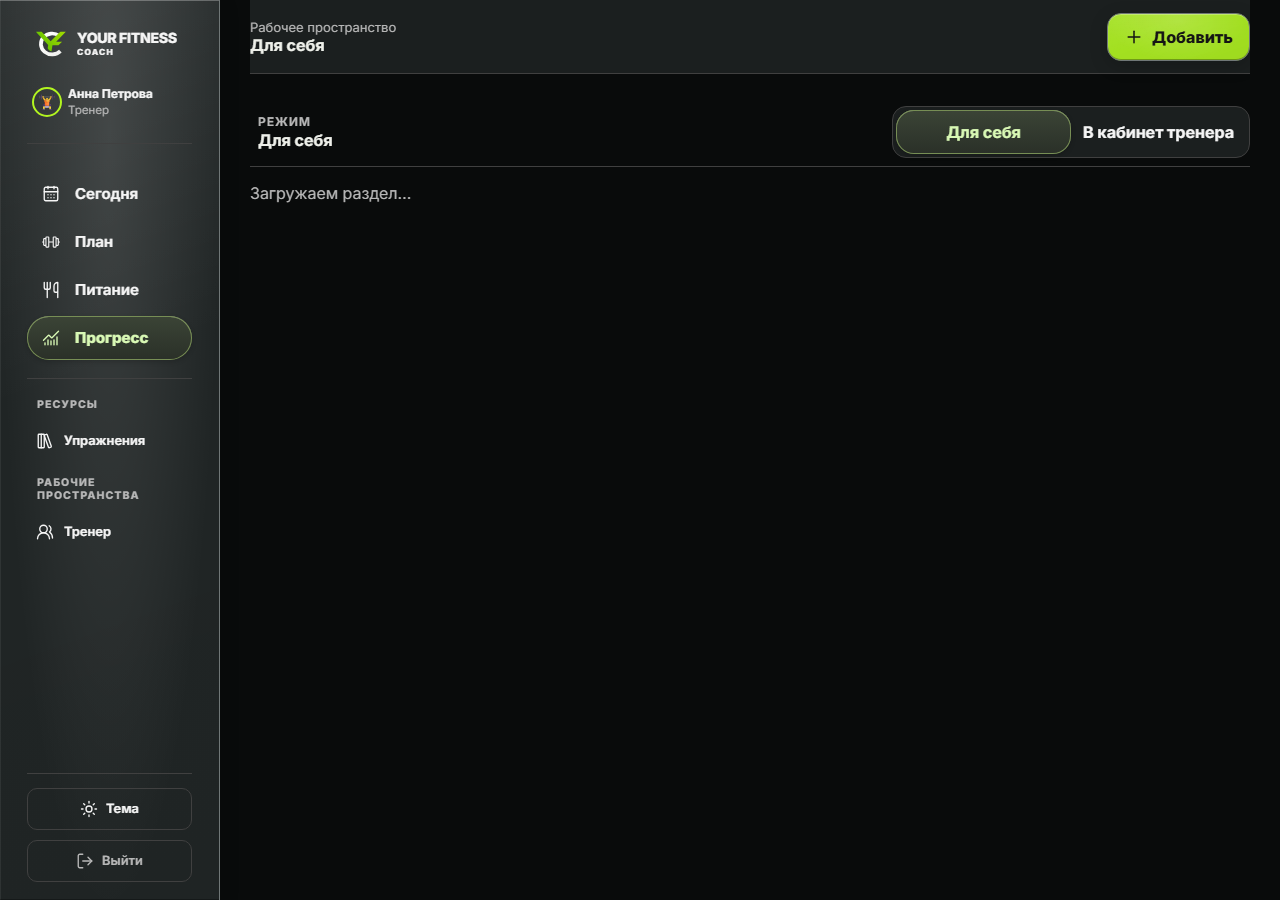 YOUR FITNESS
COACH
Анна Петрова
Тренер
Сегодня
План
Питание
Прогресс
РЕСУРСЫ
Упражнения
РАБОЧИЕ
ПРОСТРАНСТВА
Тренер
Тема
Выйти
Рабочее пространство
Для себя
Добавить
РЕЖИМ
Для себя
Для себя
В кабинет тренера
Загружаем раздел...